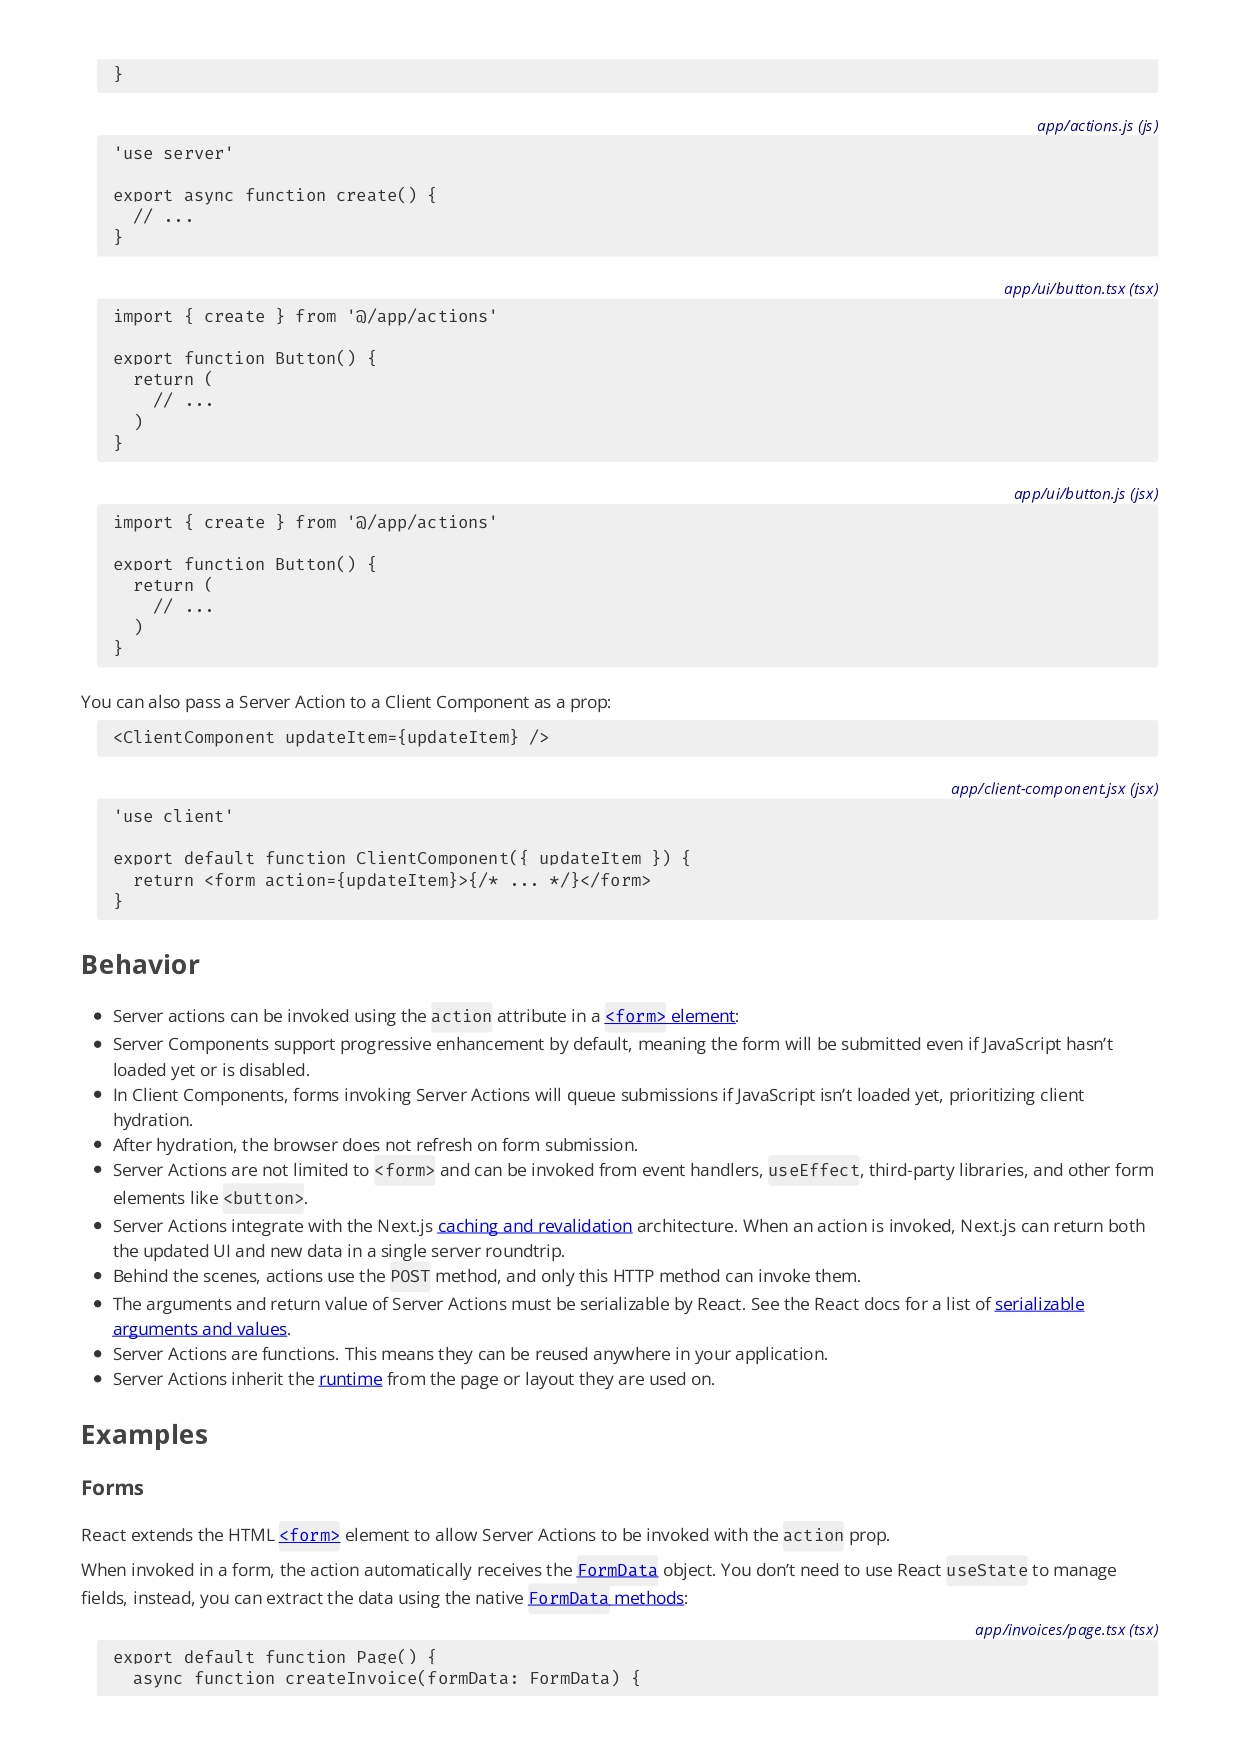 }
app/actions.js (js)
'use server'
export async function create() {
  // ...
}
app/ui/button.tsx (tsx)
import { create } from '@/app/actions'
export function Button() {
  return (
    // ...
  )
}
app/ui/button.js (jsx)
import { create } from '@/app/actions'
export function Button() {
  return (
    // ...
  )
}
You can also pass a Server Action to a Client Component as a prop:
<ClientComponent updateItem={updateItem} />
app/client-component.jsx (jsx)
'use client'
export default function ClientComponent({ updateItem }) {
  return <form action={updateItem}>{/* ... */}</form>
}
Behavior
• Server actions can be invoked using the action attribute in a <form> element:
• Server Components support progressive enhancement by default, meaning the form will be submitted even if JavaScript hasn’t
loaded yet or is disabled.
• In Client Components, forms invoking Server Actions will queue submissions if JavaScript isn’t loaded yet, prioritizing client
hydration.
• After hydration, the browser does not refresh on form submission.
• Server Actions are not limited to <form> and can be invoked from event handlers, useEffect, third-party libraries, and other form
elements like <button>.
• Server Actions integrate with the Next.js caching and revalidation architecture. When an action is invoked, Next.js can return both
the updated UI and new data in a single server roundtrip.
• Behind the scenes, actions use the POST method, and only this HTTP method can invoke them.
• The arguments and return value of Server Actions must be serializable by React. See the React docs for a list of serializable
arguments and values.
• Server Actions are functions. This means they can be reused anywhere in your application.
• Server Actions inherit the runtime from the page or layout they are used on.
Examples
Forms
React extends the HTML <form> element to allow Server Actions to be invoked with the action prop.
When invoked in a form, the action automatically receives the FormData object. You don’t need to use React useState to manage
fields, instead, you can extract the data using the native FormData methods:
app/invoices/page.tsx (tsx)
export default function Page() {
  async function createInvoice(formData: FormData) {